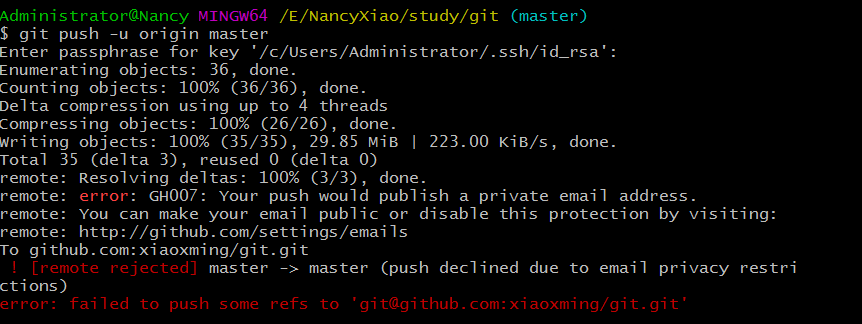 Administrator@Nancy MINGW64 /E/NancyXiao/study/git (master)
$ git push -u origin master
Enter passphrase for key '/c/Users/Administrator/.ssh/id_rsa':
Enumerating objects: 36, done.
Counting objects: 100% (36/36), done.
Delta compression using up to 4 threads
Compressing objects: 100% (26/26), done.
Writing objects: 100% (35/35), 29.85 MiB | 223.00 KiB/s, done.
Total 35 (delta 3), reused 0 (delta 0)
remote: Resolving deltas: 100% (3/3), done.
remote: error: GH007: Your push would publish a private email address.
remote: You can make your email public or disable this protection by visiting:
remote: http://github.com/settings/emails
To github.com:xiaoxming/git.git
 ! [remote rejected] master -> master (push declined due to email privacy restri
ctions)
error: failed to push some refs to 'git@github.com:xiaoxming/git.git'